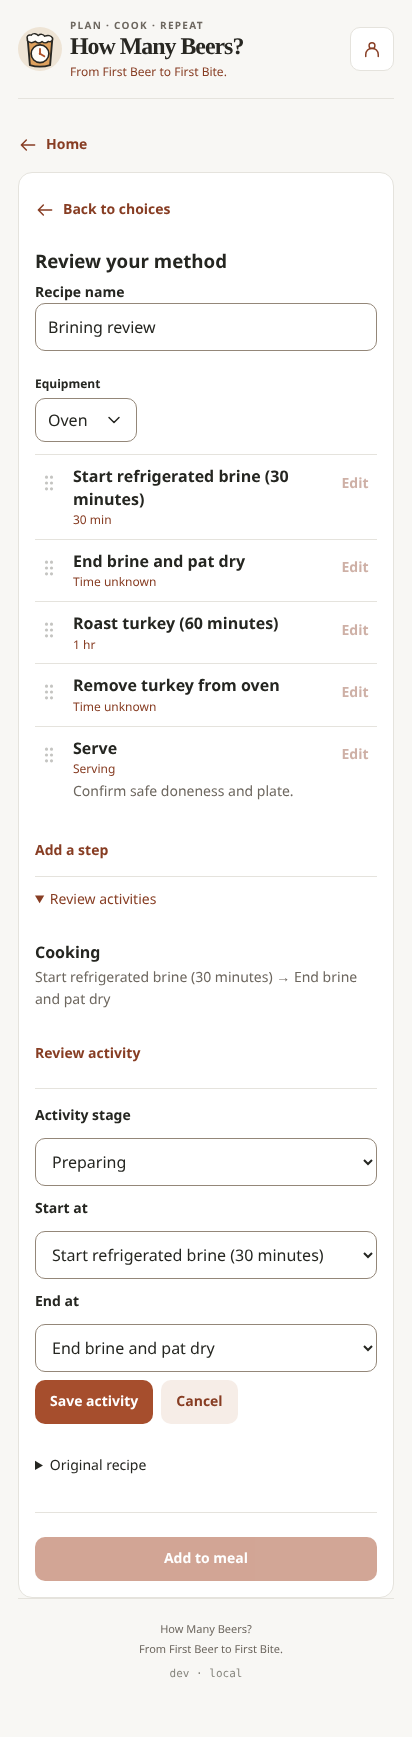 PLAN · COOK · REPEAT
How Many Beers?
From First Beer to First Bite.
← Home
← Back to choices
Review your method
Recipe name
Brining review
Equipment
Oven
Start refrigerated brine (30
minutes)
Edit
30 min
End brine and pat dry
Edit
Time unknown
Roast turkey (60 minutes)
Edit
1 hr
Remove turkey from oven
Edit
Time unknown
Serve
Edit
Serving
Confirm safe doneness and plate.
Add a step
▼ Review activities
Cooking
Start refrigerated brine (30 minutes) → End brine
and pat dry
Review activity
Activity stage
Preparing
Start at
Start refrigerated brine (30 minutes)
End at
End brine and pat dry
Save activity
Cancel
▶ Original recipe
Add to meal
How Many Beers?
From First Beer to First Bite.
dev · local